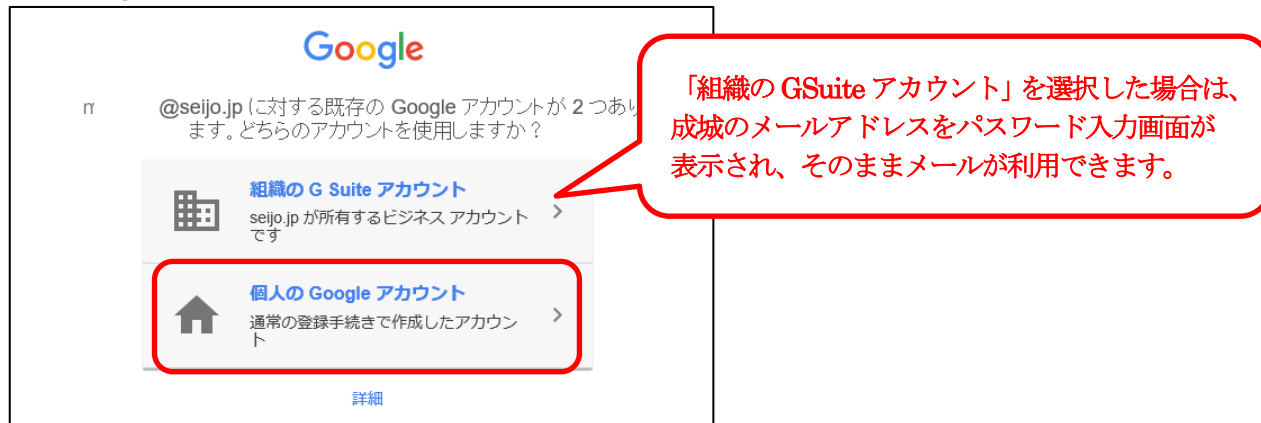 Google
@seijo.jp に対する既存の Google アカウントが 2 つあり
ます。どちらのアカウントを使用しますか？
組織の G Suite アカウント
seijo.jp が所有するビジネス アカウント
です
個人の Google アカウント
通常の登録手続きで作成したアカウン
ト
詳細
「組織の GSuite アカウント」を選択した場合は、
成城のメールアドレスをパスワード入力画面が
表示され、そのままメールが利用できます。